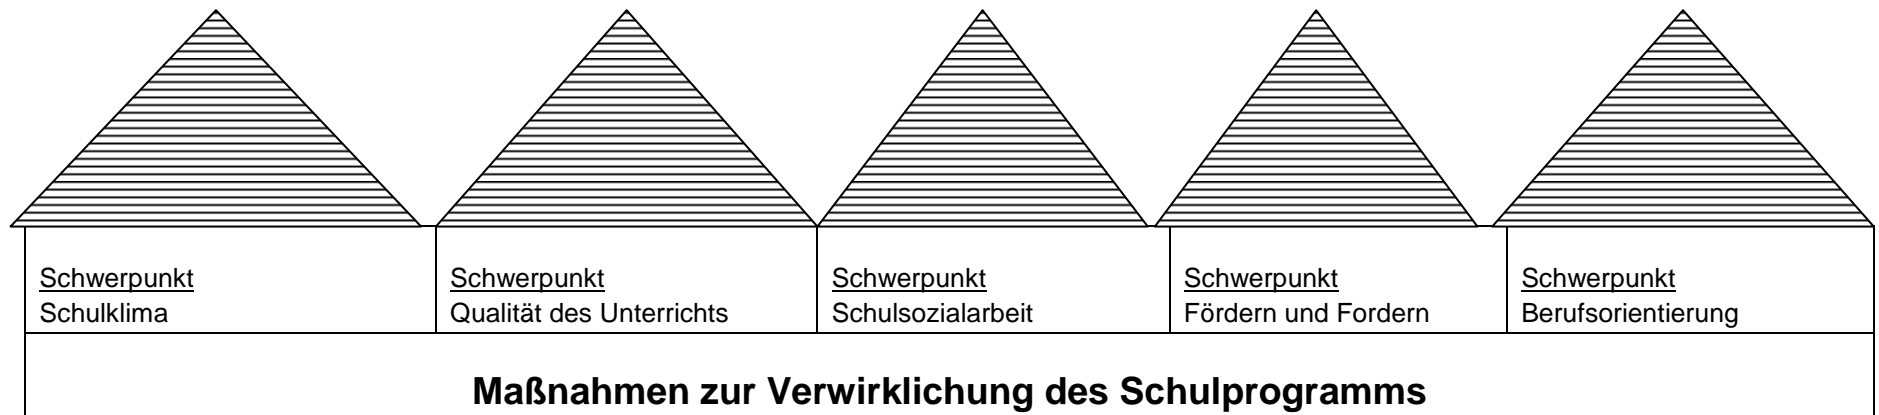 Schwerpunkt
Schulklima
Schwerpunkt
Qualität des Unterrichts
Schwerpunkt
Schulsozialarbeit
Schwerpunkt
Fördern und Fordern
Schwerpunkt
Berufsorientierung
Maßnahmen zur Verwirklichung des Schulprogramms